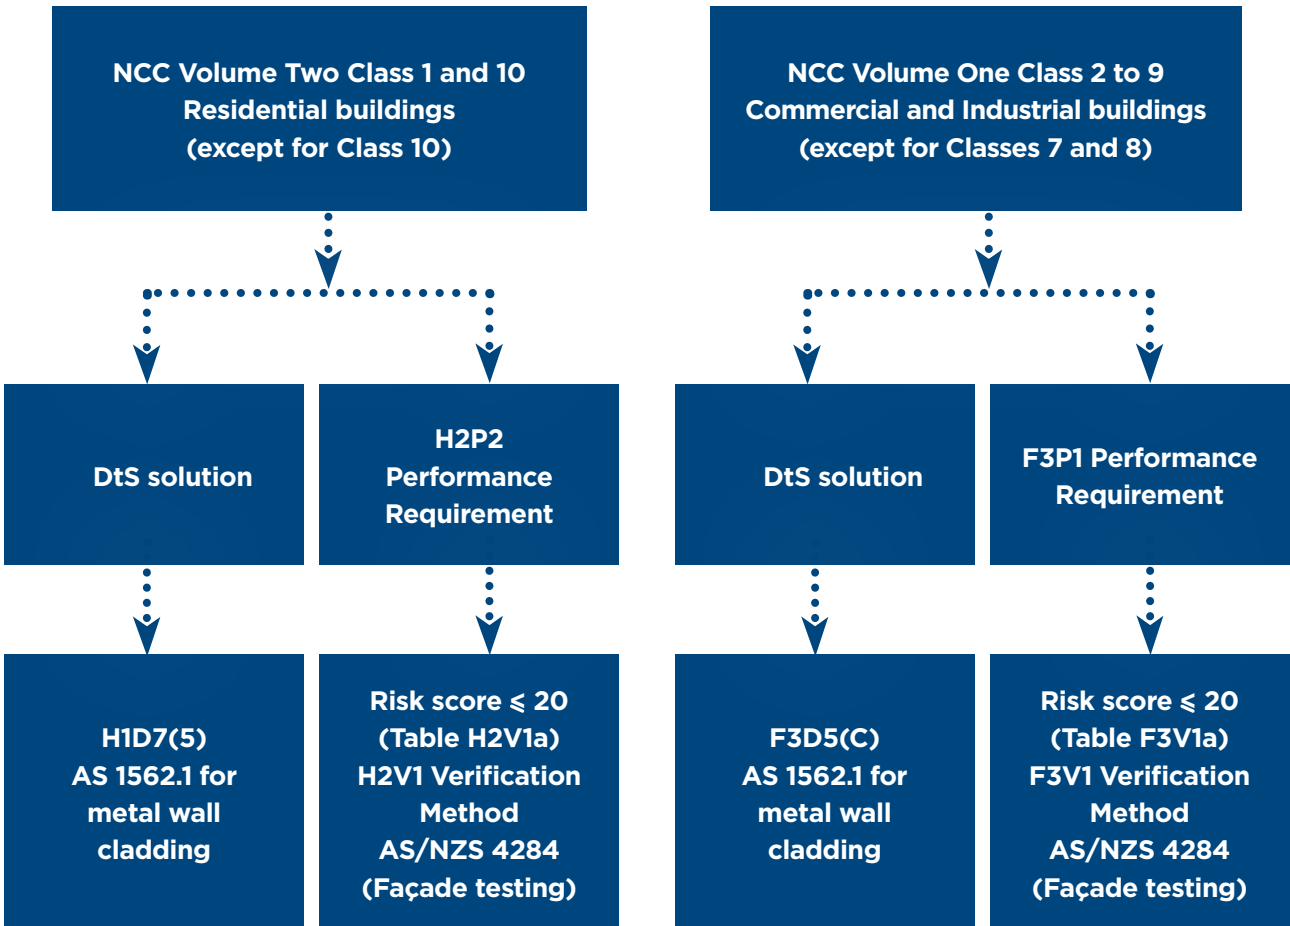 NCC Volume Two Class 1 and 10
Residential buildings
(except for Class 10)
NCC Volume One Class 2 to 9
Commercial and Industrial buildings
(except for Classes 7 and 8)
DtS solution
H2P2
Performance
Requirement
DtS solution
F3P1 Performance
Requirement
H1D7(5)
AS 1562.1 for
metal wall
cladding
Risk score ⩽ 20
(Table H2V1a)
H2V1 Verification
Method
AS/NZS 4284
(Façade testing)
F3D5(C)
AS 1562.1 for
metal wall
cladding
Risk score ⩽ 20
(Table F3V1a)
F3V1 Verification
Method
AS/NZS 4284
(Façade testing)